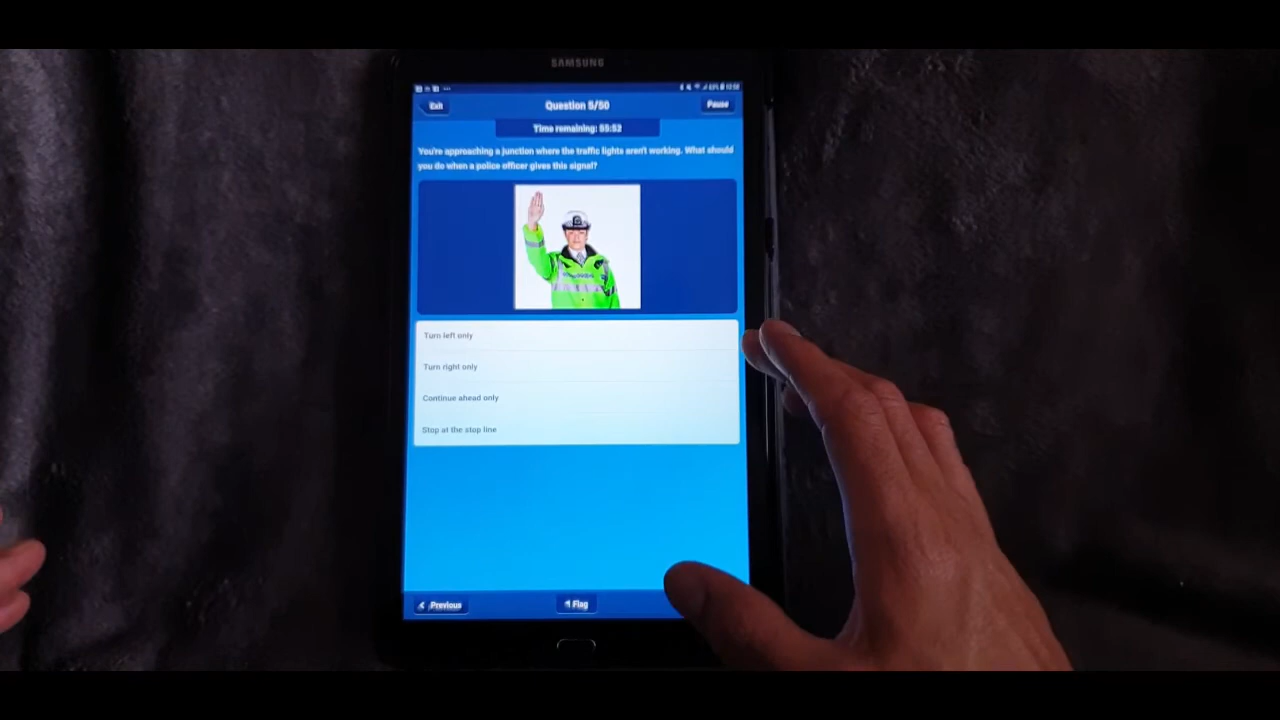 SAMSUNG
Exit
Question 5/50
Pause
Time remaining: 55:52
You're approaching a junction where the traffic lights aren't working. What should
you do when a police officer gives this signal?
Turn left only
Turn right only
Continue ahead only
Stop at the stop line
Previous
Flag